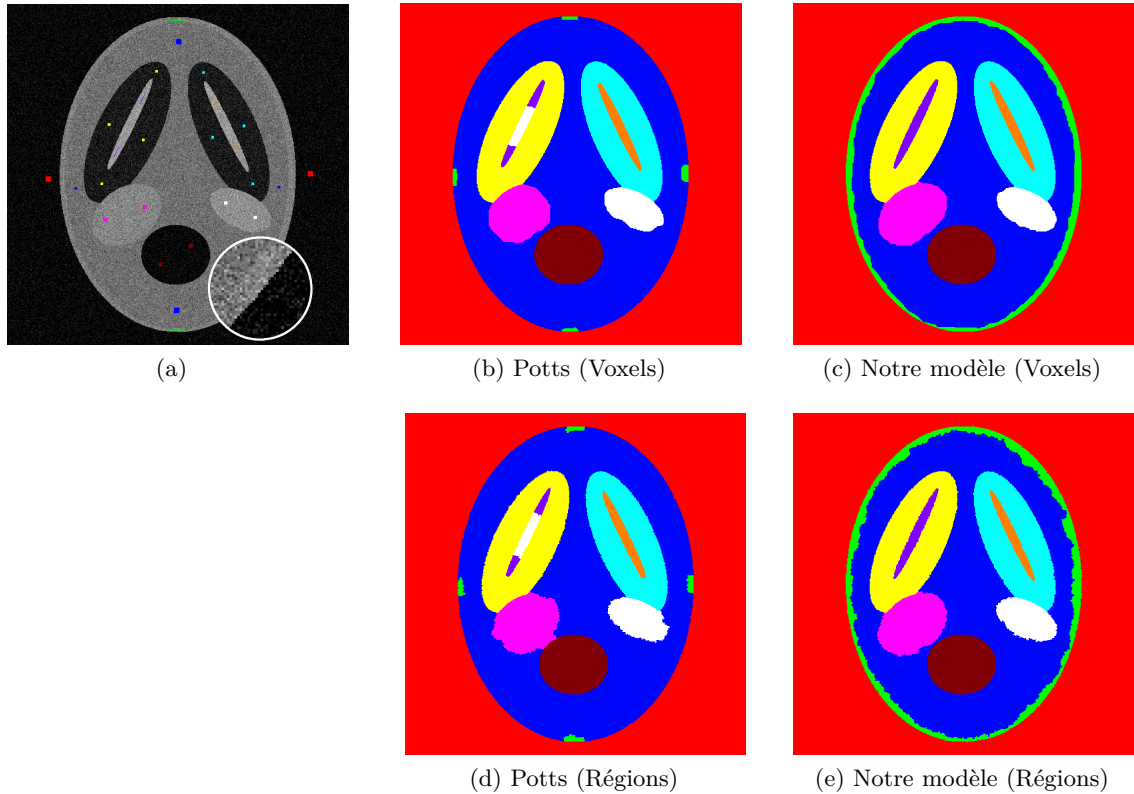 (a)
(b) Potts (Voxels)
(c) Notre modèle (Voxels)
(d) Potts (Régions)
(e) Notre modèle (Régions)